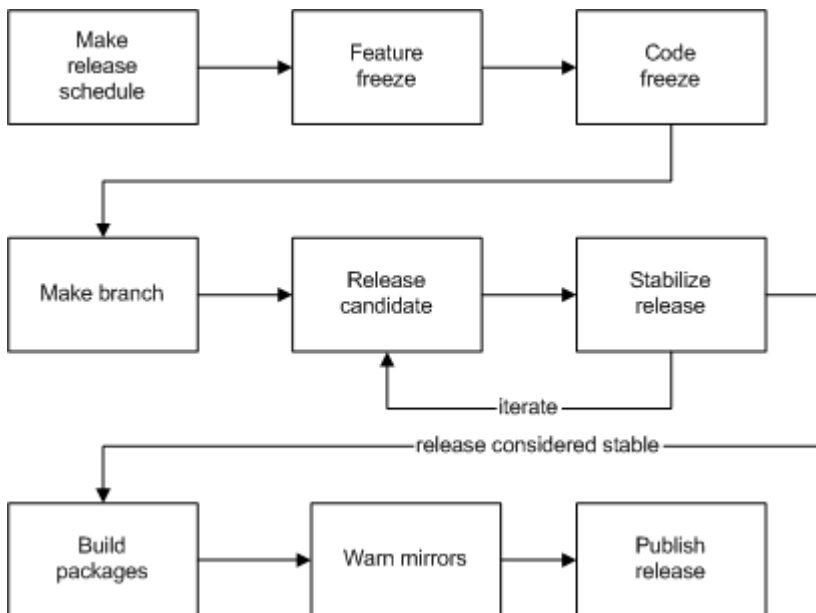 Make
release
schedule
Feature
freeze
Code
freeze
Make branch
Release
candidate
Stabilize
release
iterate
release considered stable
Build
packages
Warn mirrors
Publish
release